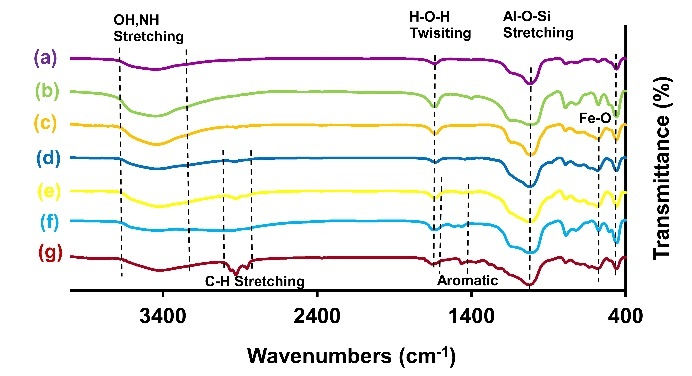 OH,NH
Stretching
H-O-H
Twisiting
Al-O-Si
Stretching
(a)
(b)
(c)
Fe-O
(d)
(e)
(f)
(g)
C-H Stretching
Aromatic
3400
2400
1400
400
Wavenumbers (cm-1)
Transmittance (%)